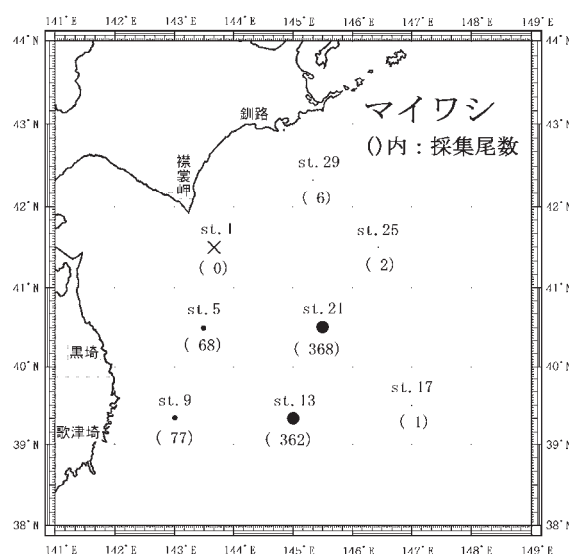 141°E 142°E 143°E 144°E 145°E 146°E 147°E 148°E 149°E
44°N 44°N
43°N 43°N
42°N 42°N
41°N 41°N
40°N 40°N
39°N 39°N
38°N 38°N
マイワシ
()内：採集尾数
釧路
襟裳岬
st.29
( 6)
st.1
( 0)
st.25
( 2)
st.5
( 68)
st.21
( 368)
黒埼
st.9
( 77)
st.13
( 362)
st.17
( 1)
歌津埼
141°E 142°E 143°E 144°E 145°E 146°E 147°E 148°E 149°E